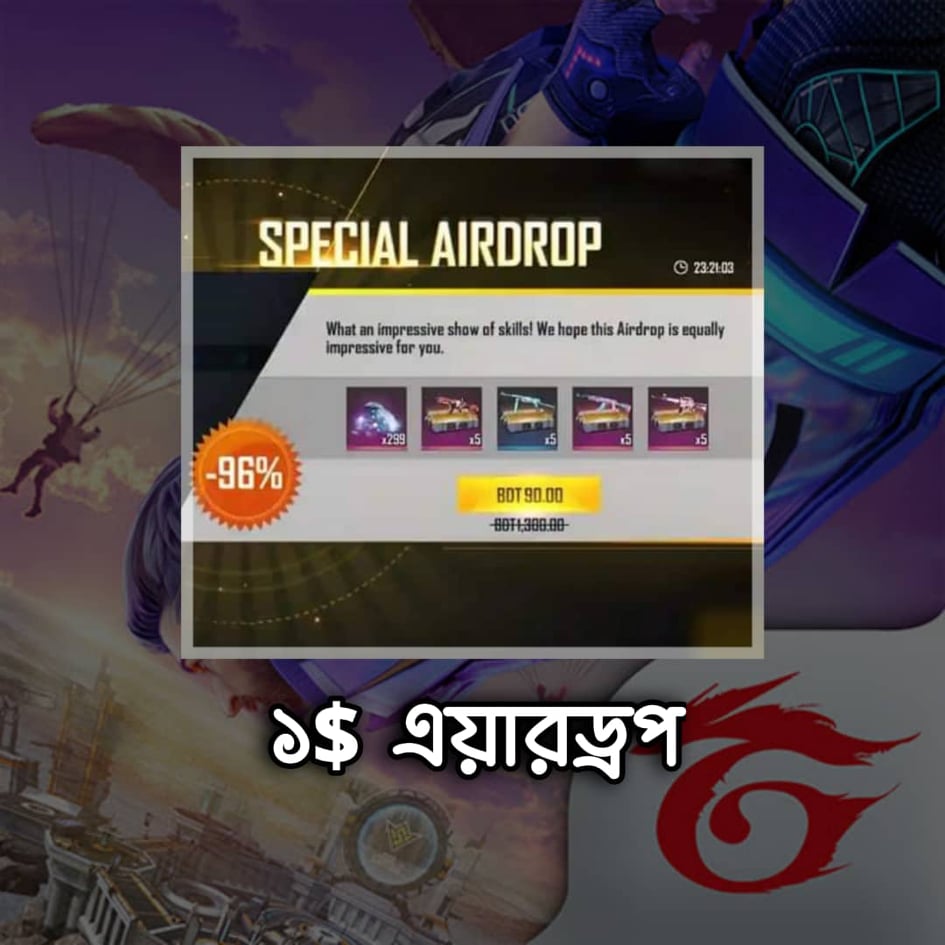 SPECIAL AIRDROP
23:21:03
What an impressive show of skills! We hope this Airdrop is equally
impressive for you.
x299 x5 x5 x5 x5
-96%
BDT 90.00
BDT1,300.00
১$ এয়ারড্রপ